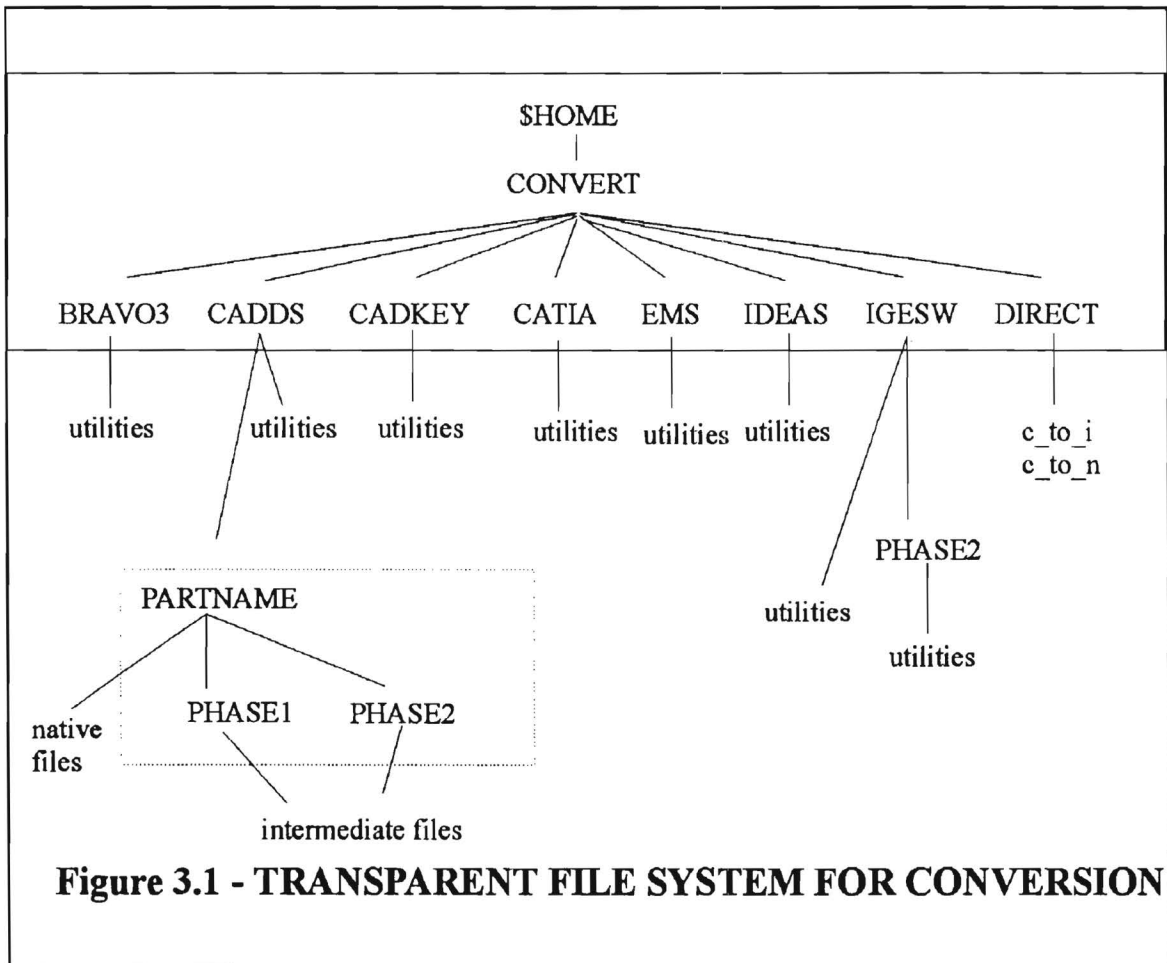 $HOME
CONVERT
BRAVO3 CADDS CADKEY CATIA EMS IDEAS IGESW DIRECT
utilities utilities utilities utilities utilities utilities c_to_i
c_to_n
PHASE2
PARTNAME
utilities
utilities
PHASE1 PHASE2
native
files
intermediate files
Figure 3.1 - TRANSPARENT FILE SYSTEM FOR CONVERSION